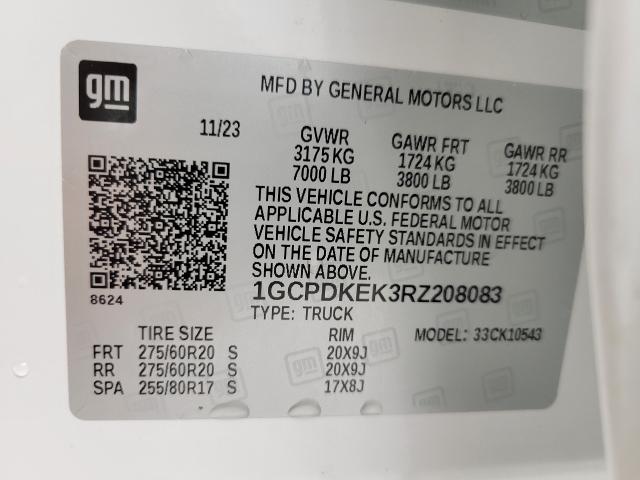 gm
MFD BY GENERAL MOTORS LLC
11/23 GVWR GAWR FRT GAWR RR
3175 KG 1724 KG 1724 KG
7000 LB 3800 LB 3800 LB
THIS VEHICLE CONFORMS TO ALL
APPLICABLE U.S. FEDERAL MOTOR
VEHICLE SAFETY STANDARDS IN EFFECT
ON THE DATE OF MANUFACTURE
SHOWN ABOVE.
8624
1GCPDKEK3RZ208083
TYPE: TRUCK
TIRE SIZE RIM MODEL: 33CK10543
FRT 275/60R20 S 20X9J
RR 275/60R20 S 20X9J
SPA 255/80R17 S 17X8J